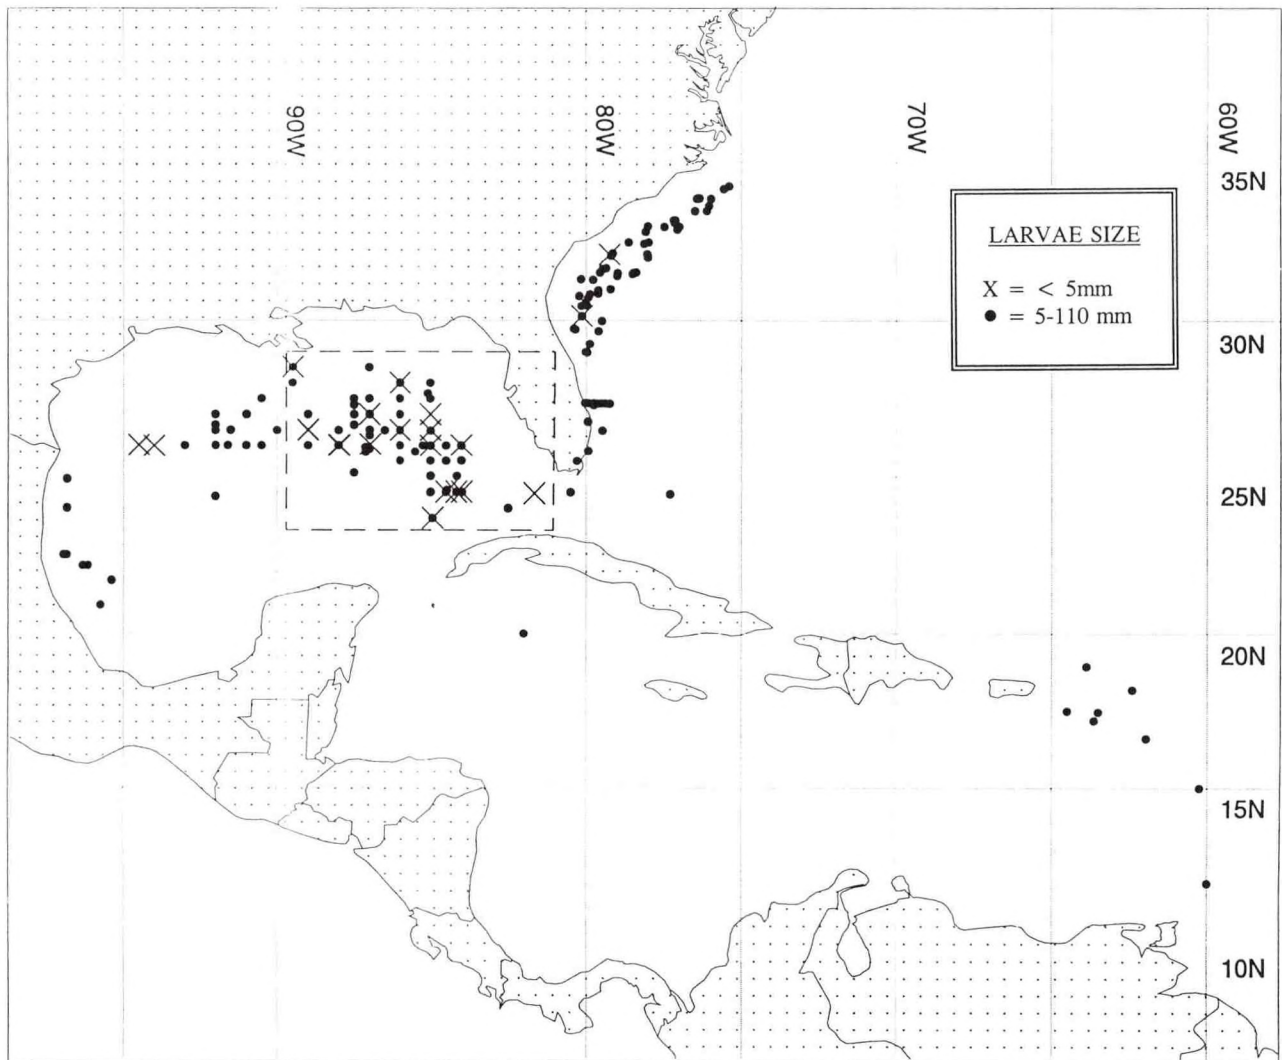 90W
80W
70W
60W
35N
LARVAE SIZE
X = < 5mm
● = 5-110 mm
30N
25N
20N
15N
10N